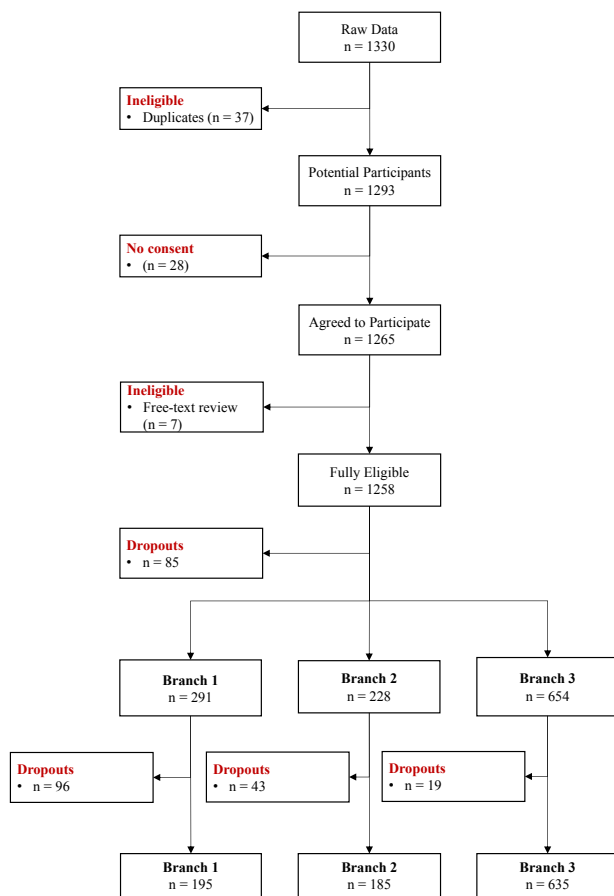 Raw Data
n = 1330
Ineligible
• Duplicates (n = 37)
Potential Participants
n = 1293
No consent
• (n = 28)
Agreed to Participate
n = 1265
Ineligible
• Free-text review
(n = 7)
Fully Eligible
n = 1258
Dropouts
• n = 85
Branch 1
n = 291
Branch 2
n = 228
Branch 3
n = 654
Dropouts
• n = 96
Dropouts
• n = 43
Dropouts
• n = 19
Branch 1
n = 195
Branch 2
n = 185
Branch 3
n = 635